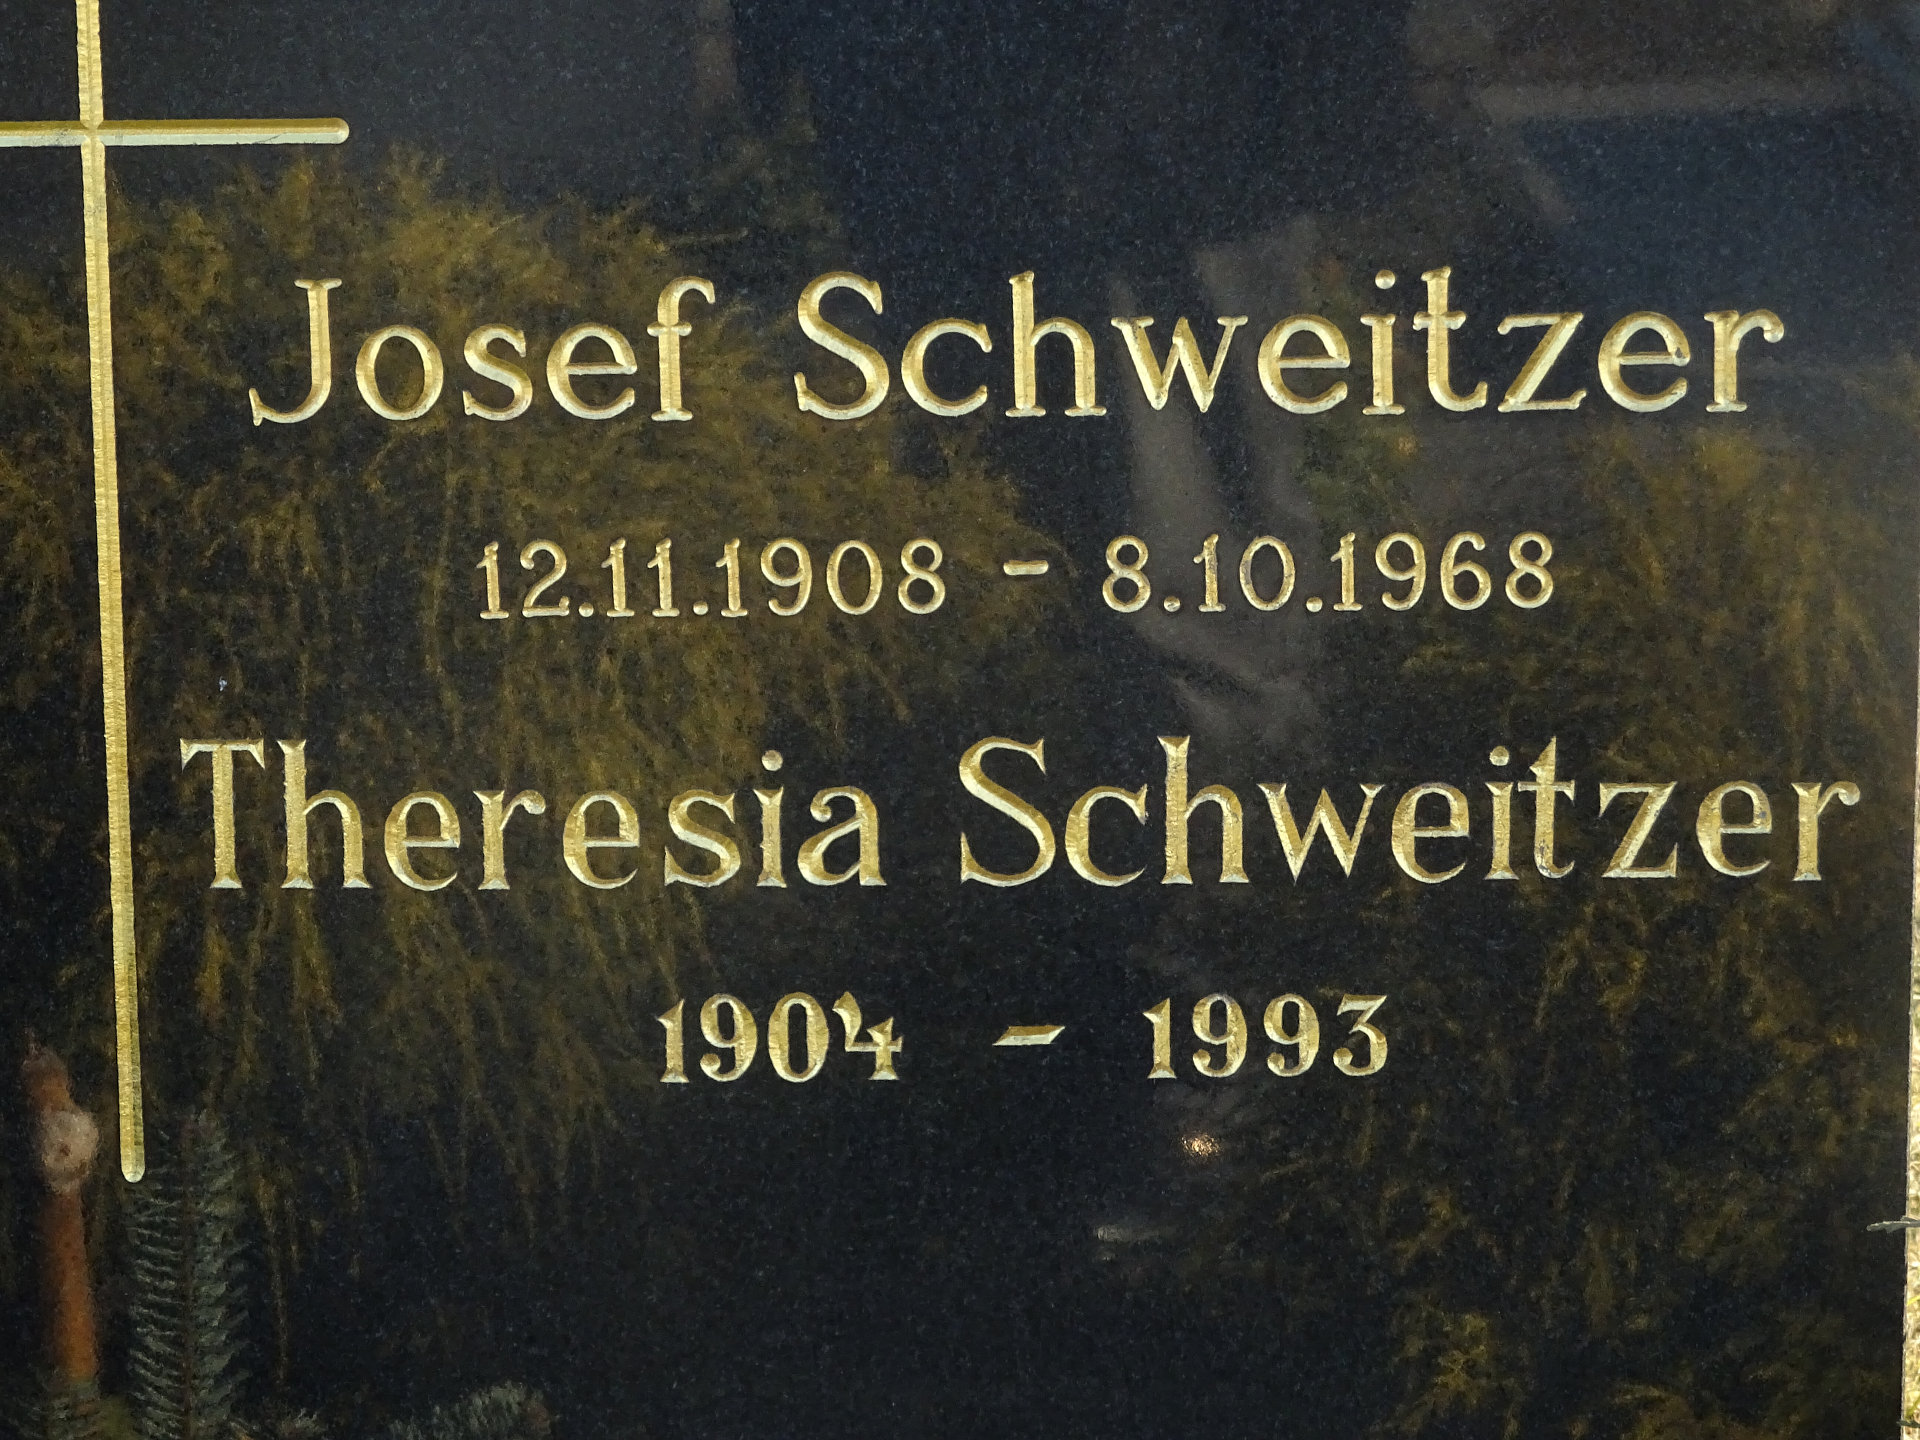 Josef Schweitzer
12.11.1908 - 8.10.1968
Theresia Schweitzer
1904 - 1993